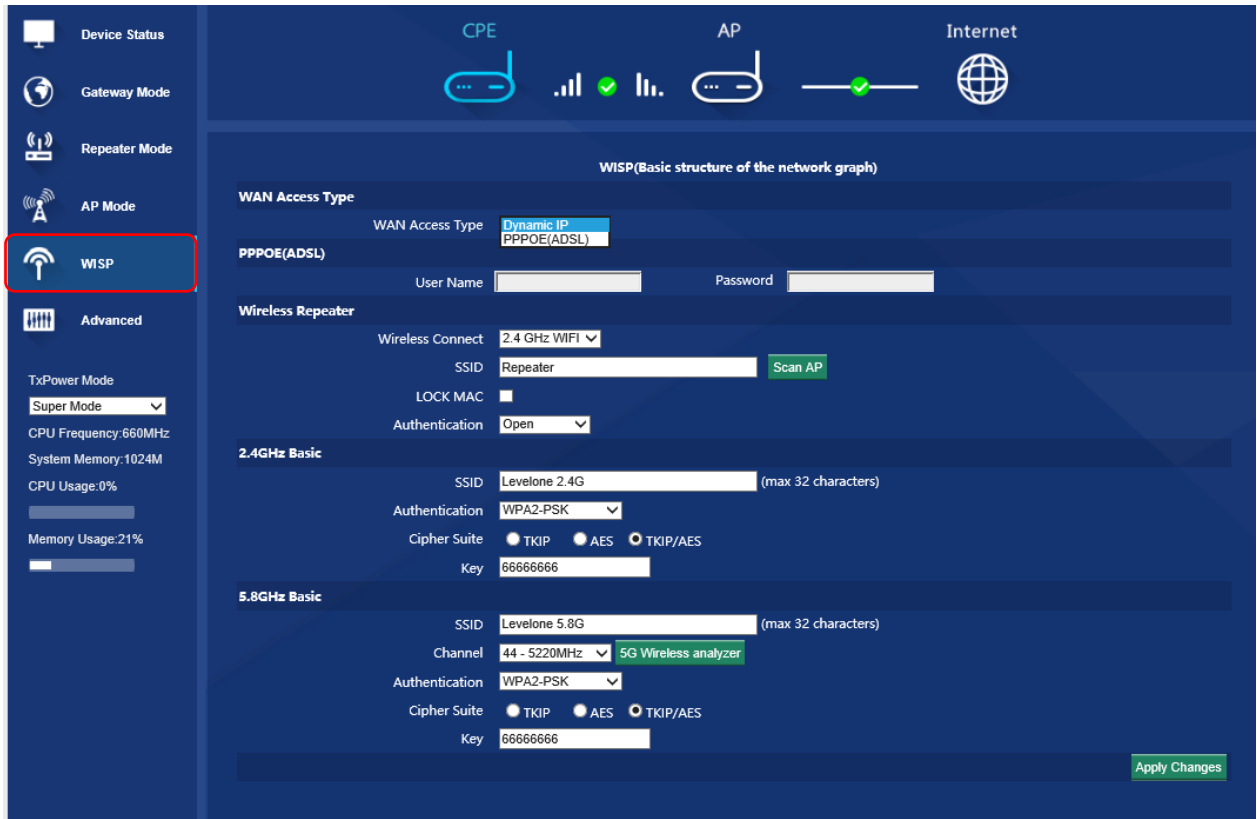 Device Status
Gateway Mode
Repeater Mode
AP Mode
WISP
Advanced
TxPower Mode
Super Mode
CPU Frequency:660MHz
System Memory:1024M
CPU Usage:0%
Memory Usage:21%
CPE AP Internet
WISP(Basic structure of the network graph)
WAN Access Type
WAN Access Type Dynamic IP
PPPOE(ADSL)
PPPOE(ADSL)
User Name Password
Wireless Repeater
Wireless Connect 2.4 GHz WIFI
SSID Repeater Scan AP
LOCK MAC
Authentication Open
2.4GHz Basic
SSID Levelone 2.4G (max 32 characters)
Authentication WPA2-PSK
Cipher Suite TKIP AES TKIP/AES
Key 66666666
5.8GHz Basic
SSID Levelone 5.8G (max 32 characters)
Channel 44 - 5220MHz 5G Wireless analyzer
Authentication WPA2-PSK
Cipher Suite TKIP AES TKIP/AES
Key 66666666
Apply Changes